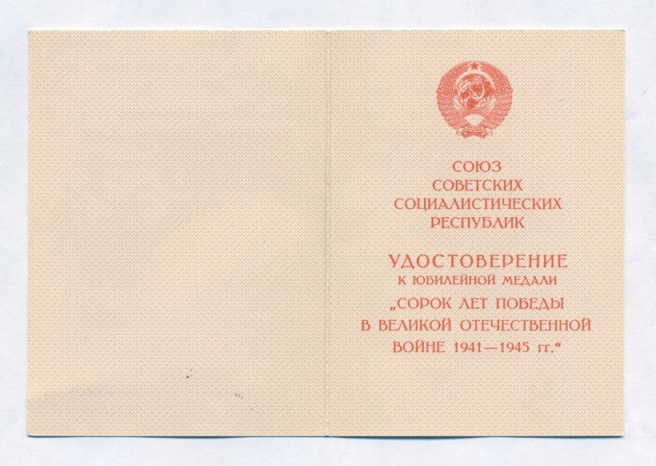 СОЮЗ
СОВЕТСКИХ
СОЦИАЛИСТИЧЕСКИХ
РЕСПУБЛИК
УДОСТОВЕРЕНИЕ
К ЮБИЛЕЙНОЙ МЕДАЛИ
„СОРОК ЛЕТ ПОБЕДЫ
В ВЕЛИКОЙ ОТЕЧЕСТВЕННОЙ
ВОЙНЕ 1941—1945 гг.“